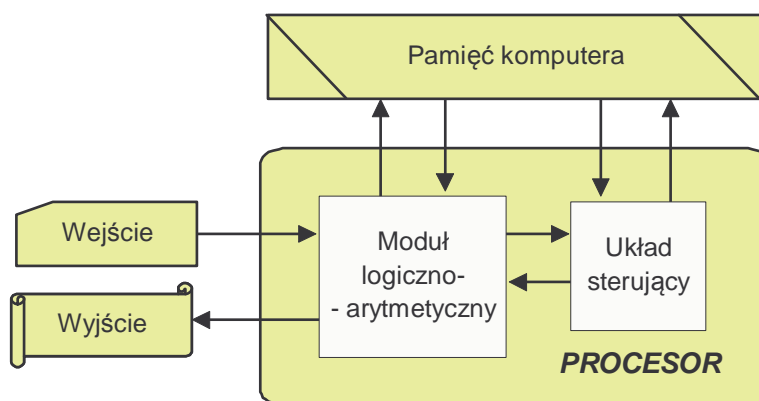 Pamięć komputera
Wejście
Wyjście
Moduł
logiczno-
- arytmetyczny
Układ
sterujący
PROCESOR